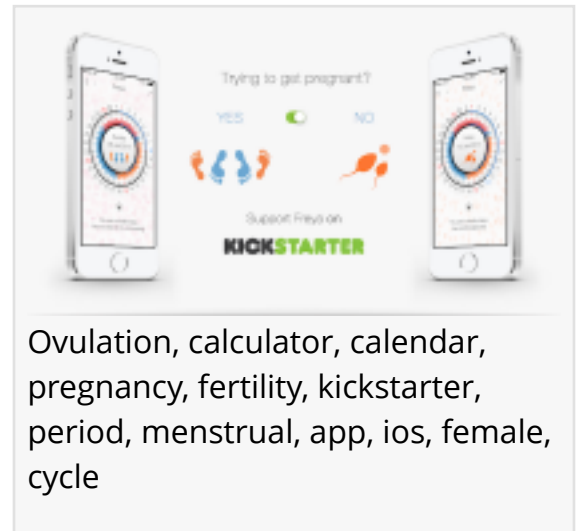 Trying to get pregnant?
YES NO
Support Freya on
KICKSTARTER
Ovulation, calculator, calendar,
pregnancy, fertility, kickstarter,
period, menstrual, app, ios, female,
cycle